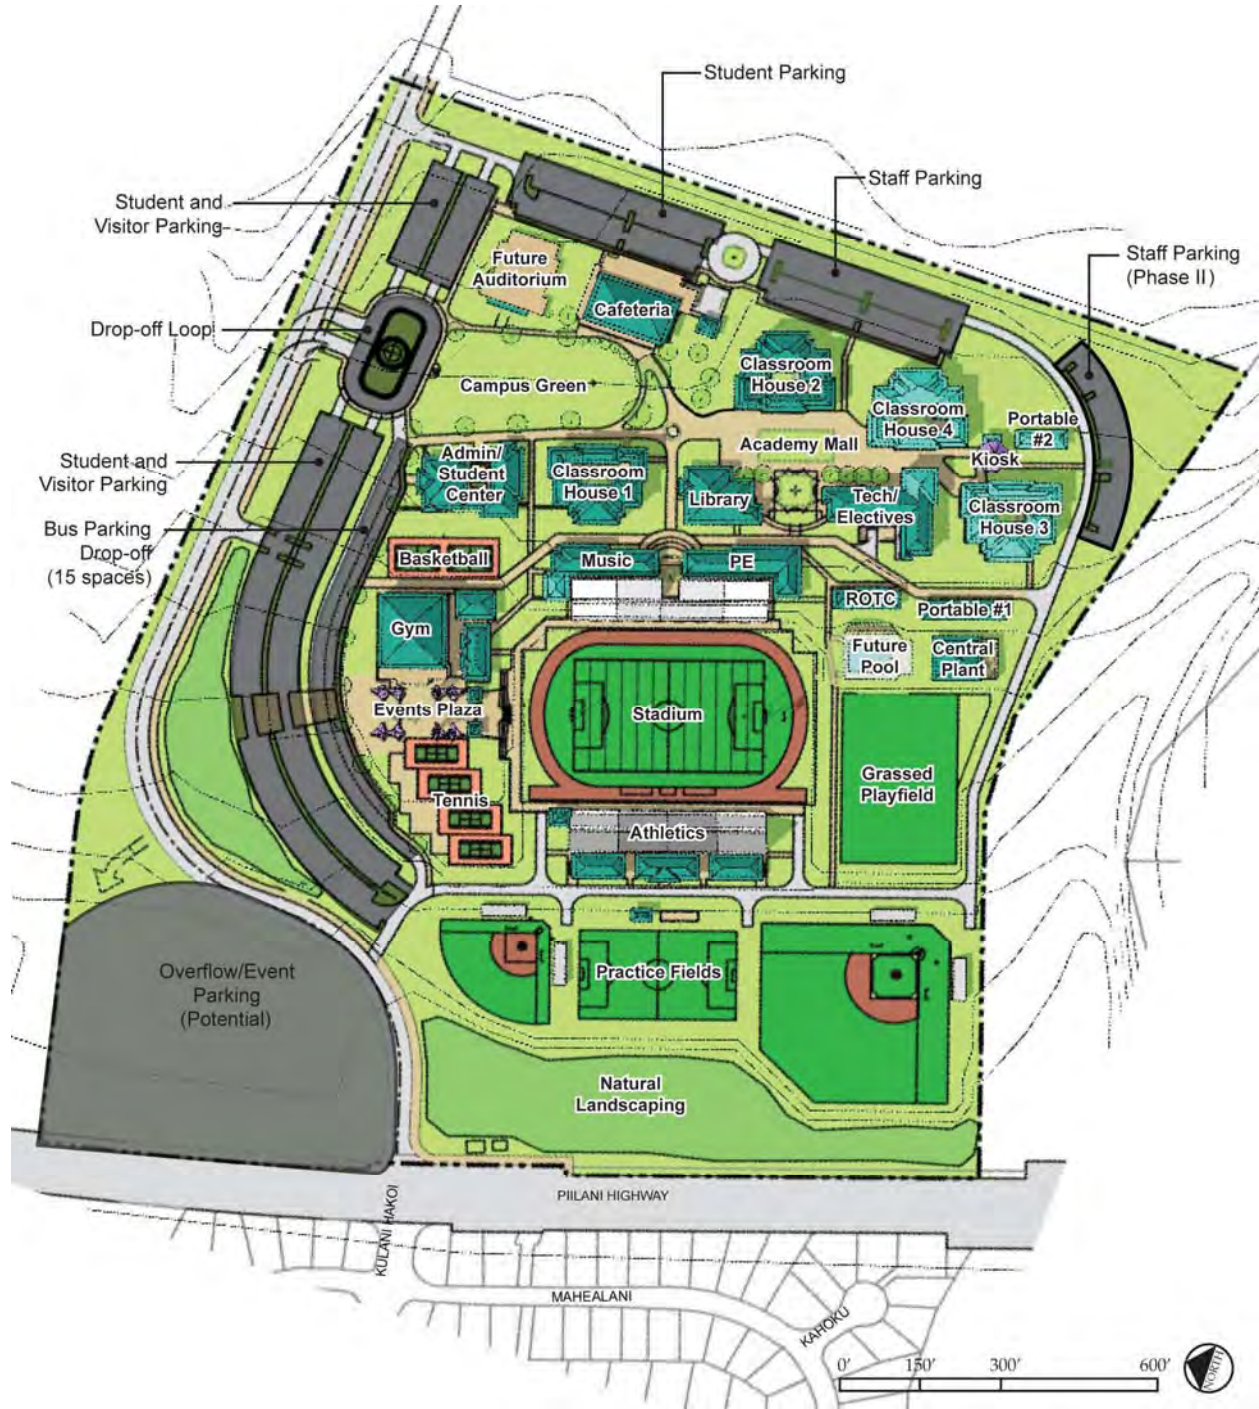 Student Parking
Staff Parking
Student and
Visitor Parking
Staff Parking
(Phase II)
Future
Auditorium
Cafeteria
Drop-off Loop
Classroom
House 2
Campus Green
Classroom
House 4
Portable
#2
Academy Mall
Kiosk
Student and
Visitor Parking
Admin/
Student
Center
Classroom
House 1
Library
Tech/
Electives
Classroom
House 3
Bus Parking
Drop-off
(15 spaces)
Basketball
Music
PE
ROTC
Portable #1
Gym
Future
Pool
Central
Plant
Events Plaza
Stadium
Grassed
Playfield
Tennis
Athletics
Overflow/Event
Parking
(Potential)
Practice Fields
Natural
Landscaping
PIILANI HIGHWAY
KULANI HAKOI
MAHEALANI
KAHOKU
0'
150'
300'
600'
NORTH